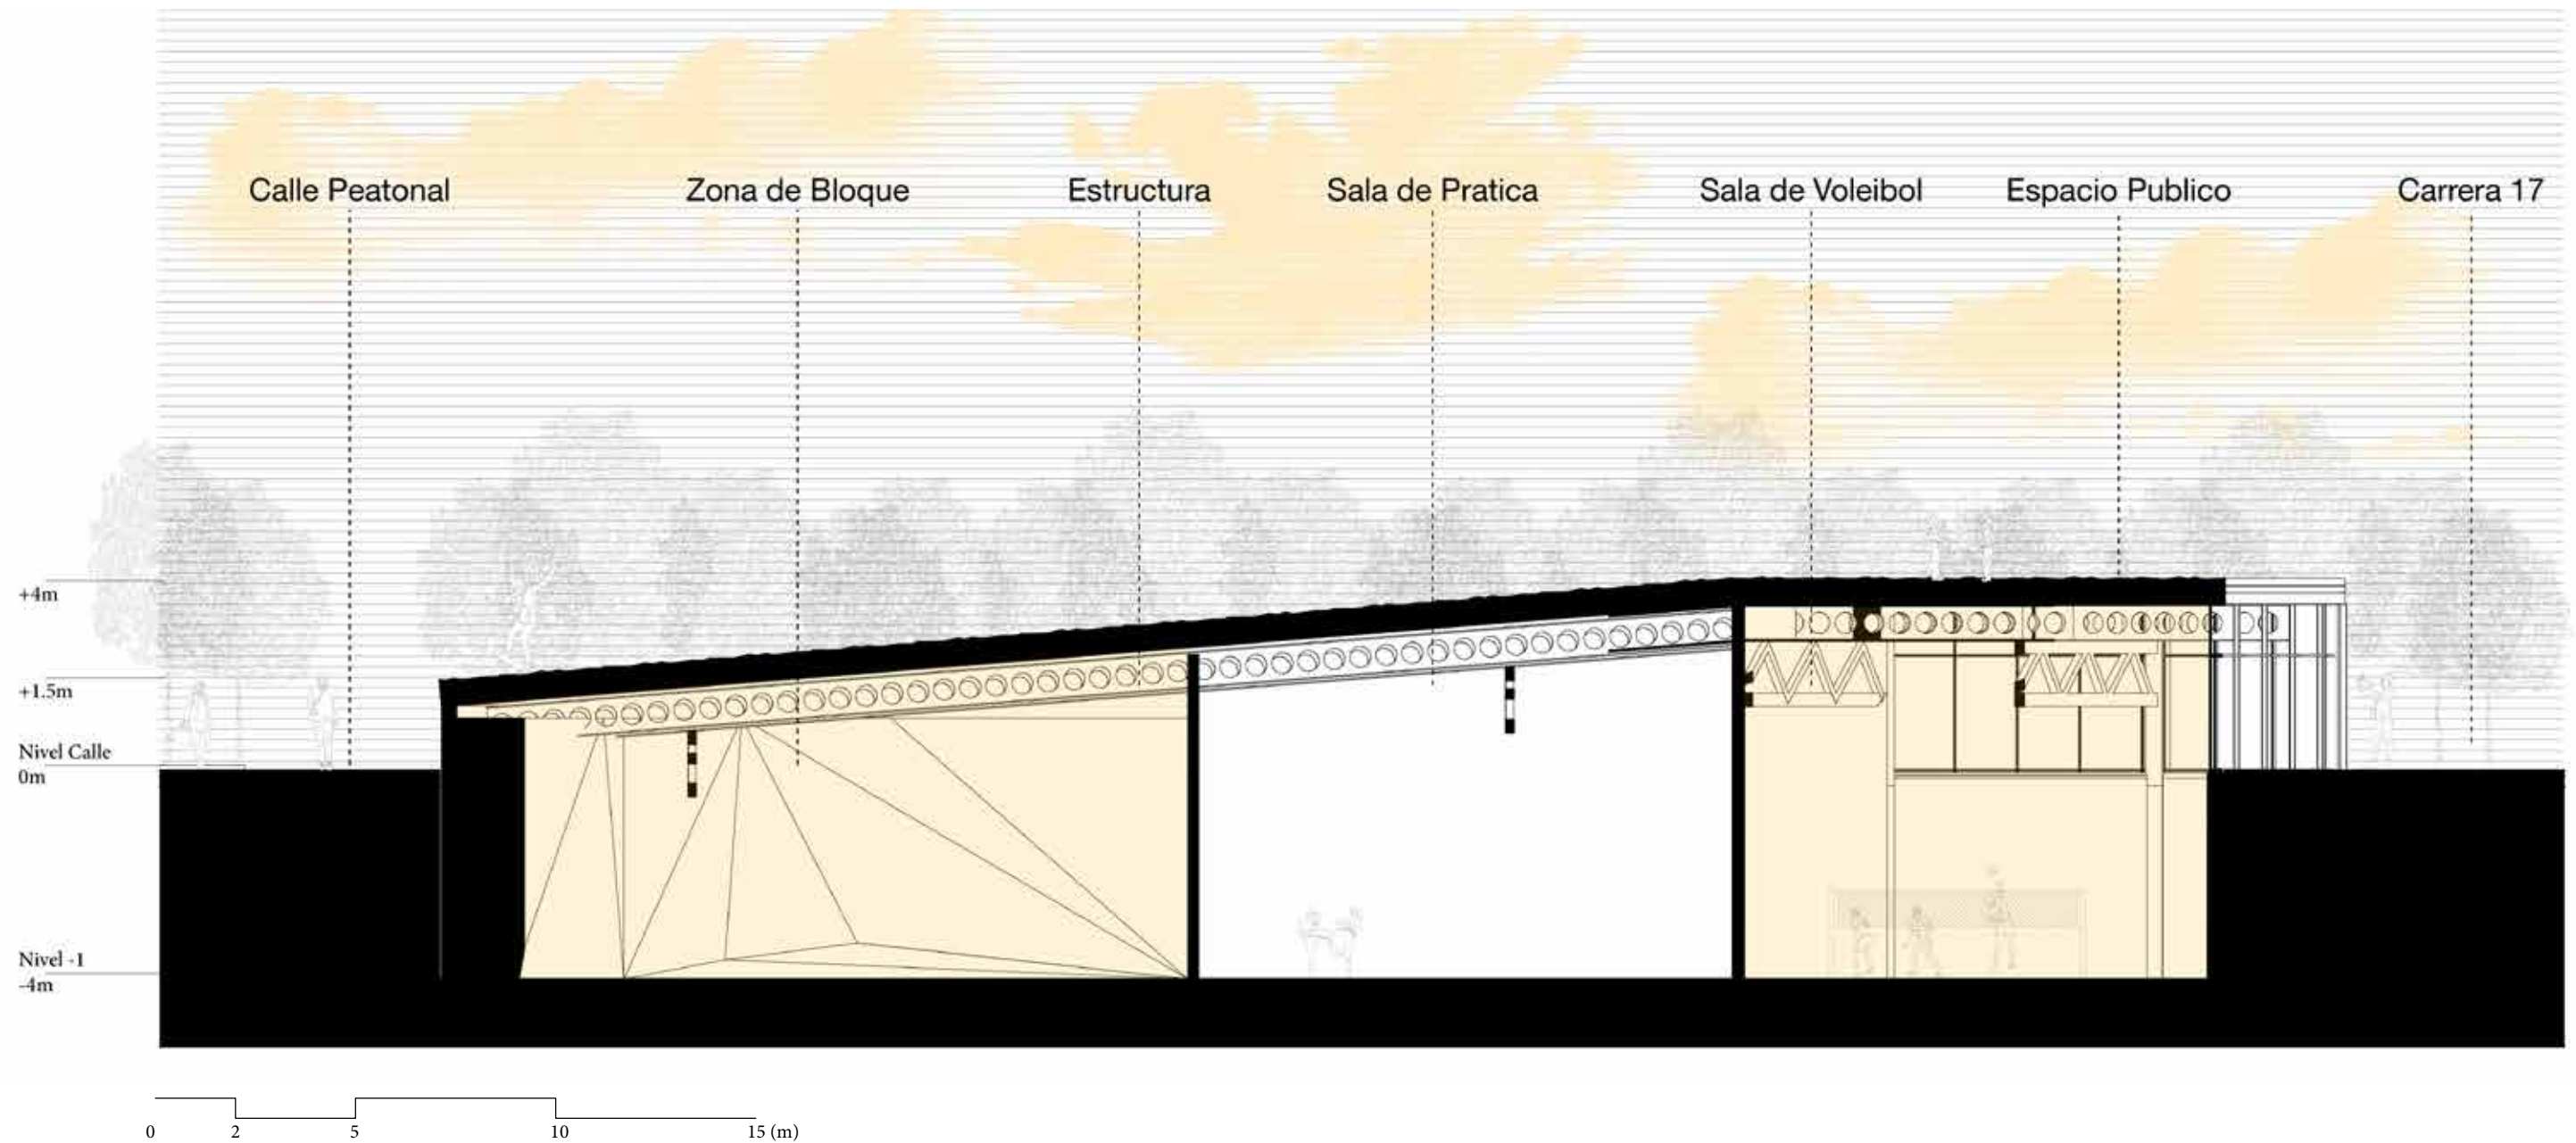 Calle Peatonal
Zona de Bloque
Estructura
Sala de Pratica
Sala de Voleibol
Espacio Publico
Carrera 17
+4m
+1.5m
Nivel Calle
0m
Nivel -1
-4m
0 2 5 10 15 (m)